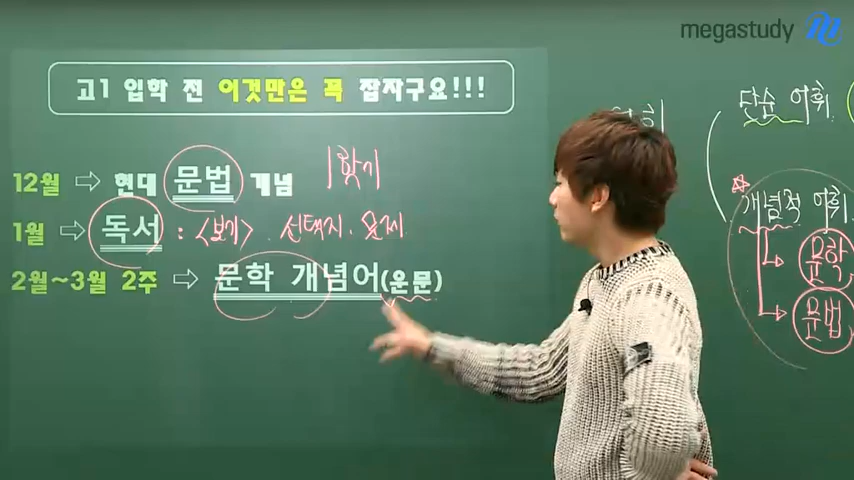 megastudy
고1 입학 전 이것만은 꼭 잡자구요!!!
12월 → 현대 문법 개념 1학기
1월 → 독서 : <보기> . 선택지. 문제
2월~3월 2주 → 문학 개념어(운문)
단순 어휘
개념적 어휘
문학
문법